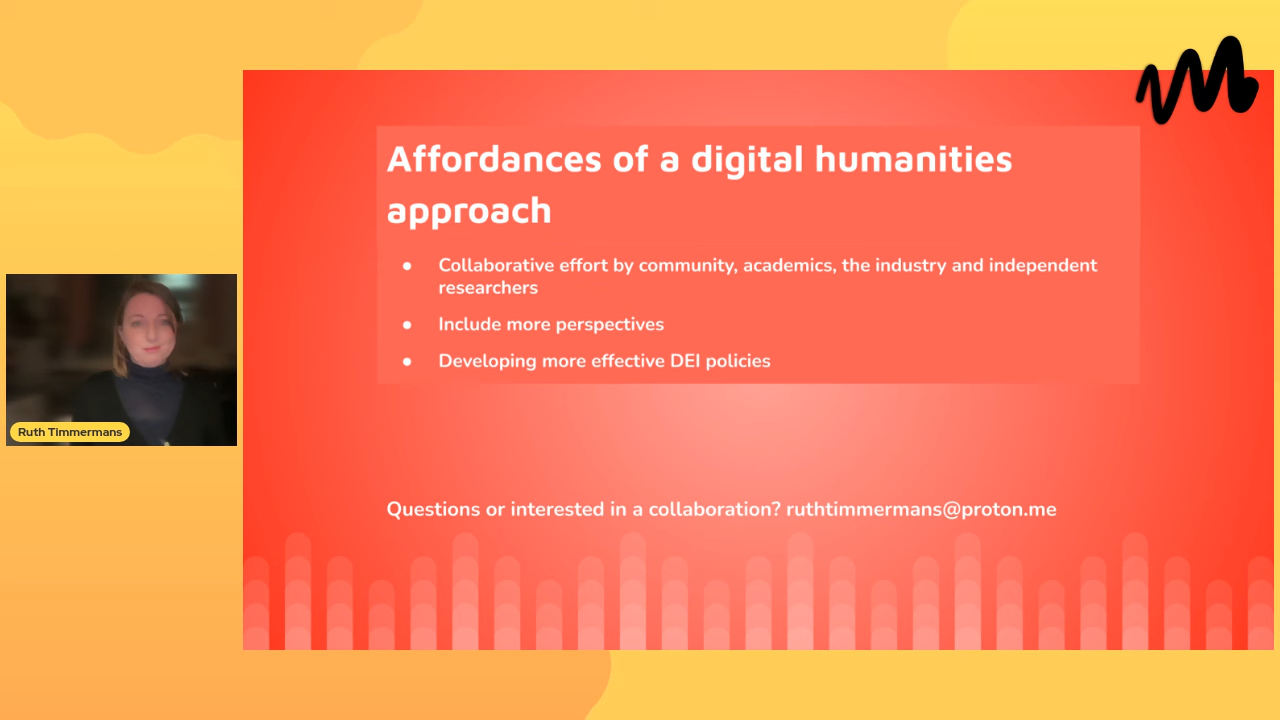 Affordances of a digital humanities
approach
● Collaborative effort by community, academics, the industry and independent
researchers
● Include more perspectives
● Developing more effective DEI policies
Ruth Timmermans
Questions or interested in a collaboration? ruthtimmermans@proton.me